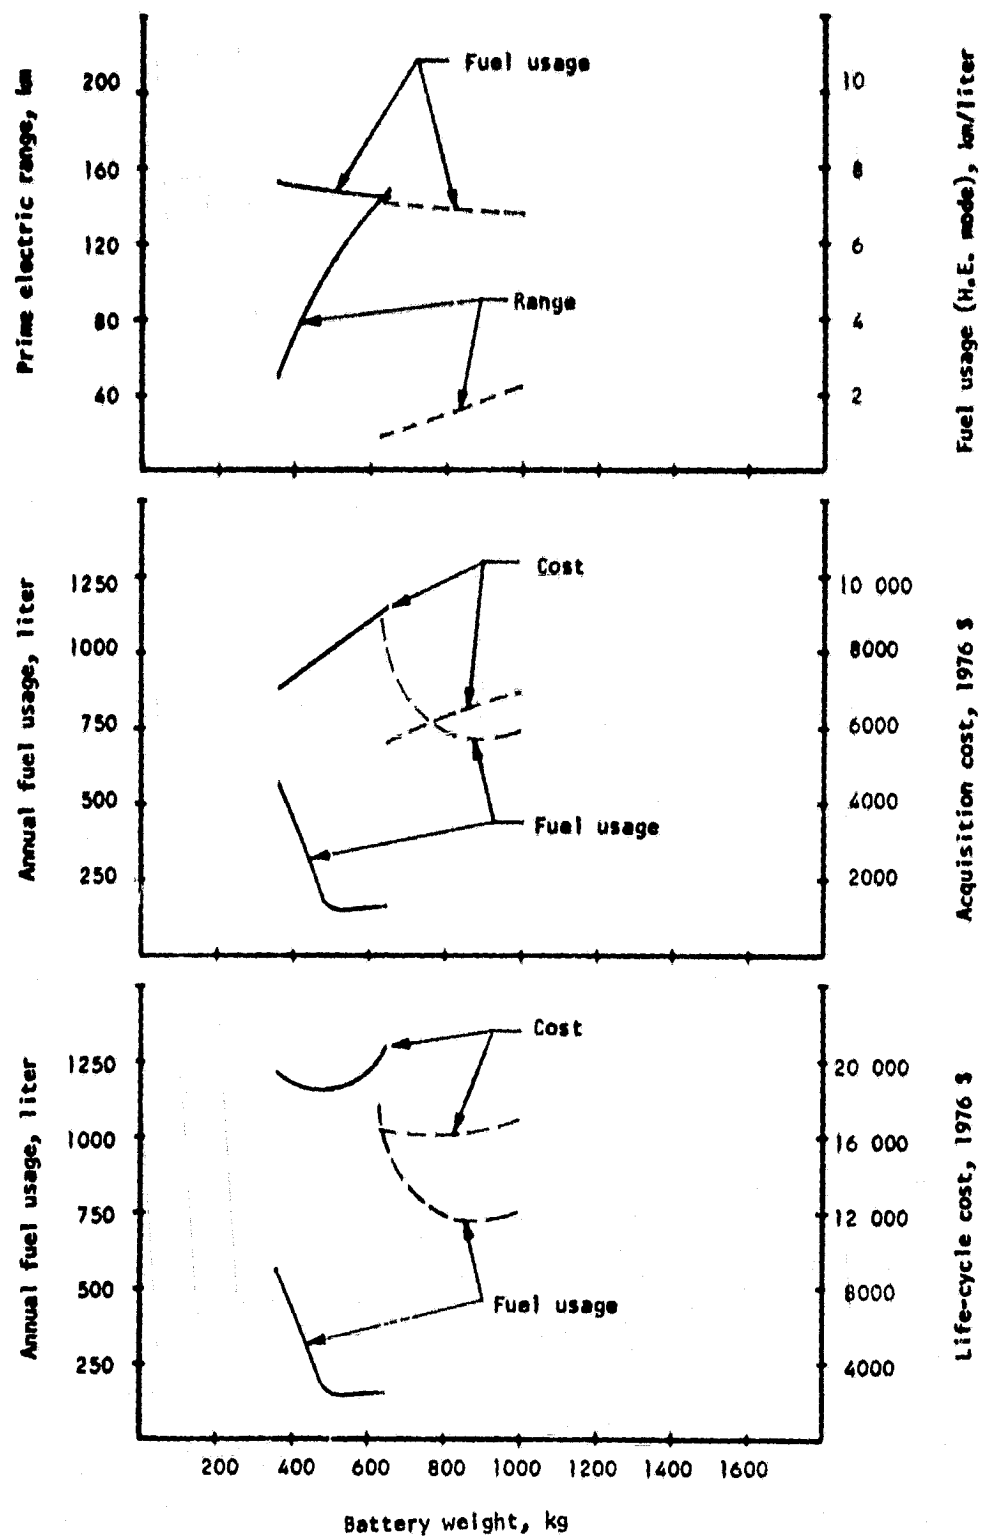 Prime electric range, km
200
160
120
80
40
Fuel usage
Range
10
8
6
4
2
Fuel usage (H.E. mode), km/liter
Annual fuel usage, liter
1250
1000
750
500
250
Cost
Fuel usage
10 000
8000
6000
4000
2000
Acquisition cost, 1976 $
Annual fuel usage, liter
1250
1000
750
500
250
Cost
Fuel usage
20 000
16 000
12 000
8000
4000
Life-cycle cost, 1976 $
200 400 600 800 1000 1200 1400 1600
Battery weight, kg